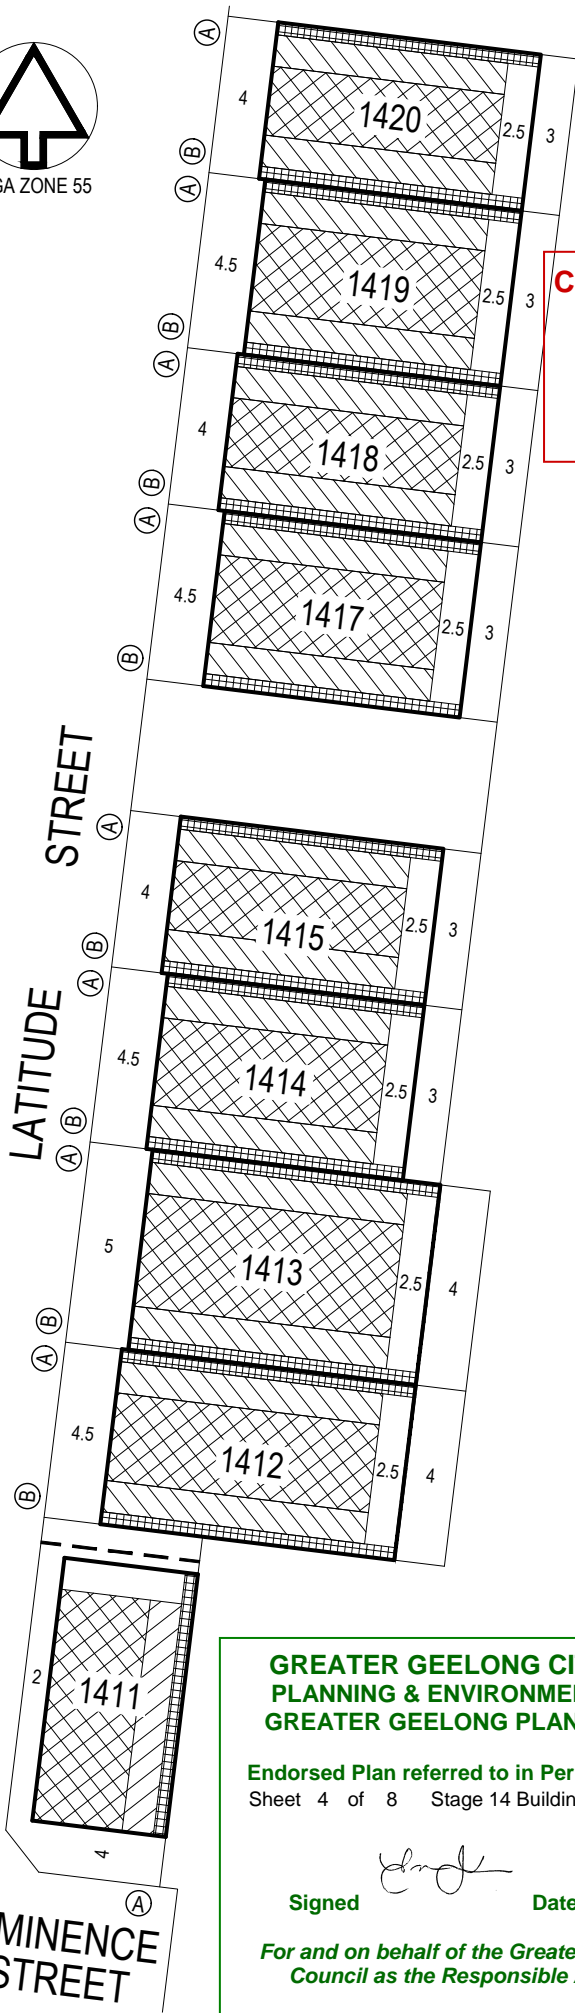 A
4
1420
2.5
3
B
GA ZONE 55
A
4.5
1419
2.5
3
C
B
A
4
1418
2.5
3
B
A
4.5
1417
2.5
3
B
STREET
A
4
1415
2.5
3
B
A
LATITUDE
4.5
1414
2.5
3
B
A
5
1413
2.5
4
B
A
4.5
1412
2.5
4
B
2
1411
4
A
MINENCE
STREET
GREATER GEELONG CI
PLANNING & ENVIRONME
GREATER GEELONG PLAN
Endorsed Plan referred to in Per
Sheet 4 of 8 Stage 14 Buildin
Signed Date
For and on behalf of the Greate
Council as the Responsible